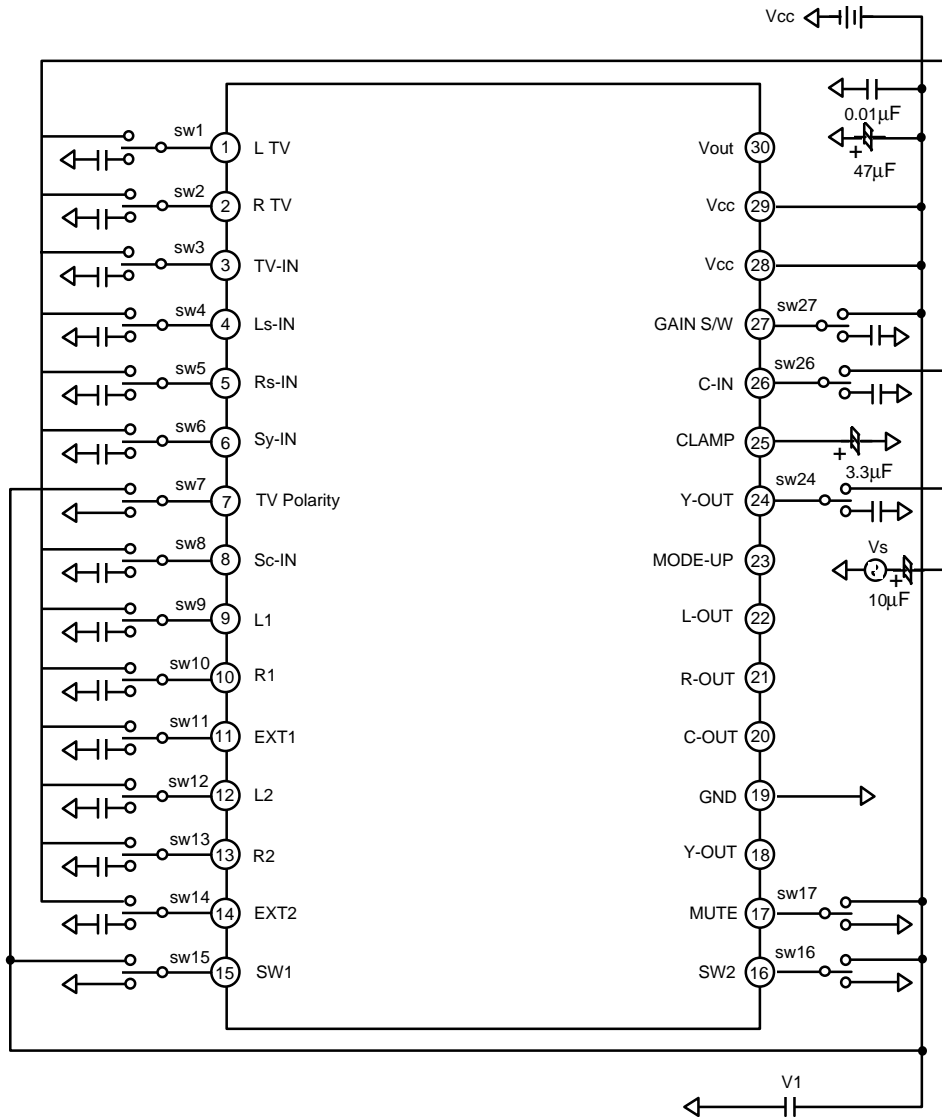 Vcc
0.01µF
+
47µF
sw1
1
L TV
Vout
30
sw2
2
R TV
Vcc
29
sw3
3
TV-IN
Vcc
28
sw4
4
Ls-IN
GAIN S/W
27
sw27
sw5
5
Rs-IN
C-IN
26
sw26
sw6
6
Sy-IN
CLAMP
25
+
3.3µF
sw7
7
TV Polarity
Y-OUT
24
sw24
sw8
8
Sc-IN
MODE-UP
23
Vs
+
10µF
sw9
9
L1
L-OUT
22
sw10
10
R1
R-OUT
21
sw11
11
EXT1
C-OUT
20
sw12
12
L2
GND
19
sw13
13
R2
Y-OUT
18
sw14
14
EXT2
MUTE
17
sw17
sw15
15
SW1
SW2
16
sw16
V1